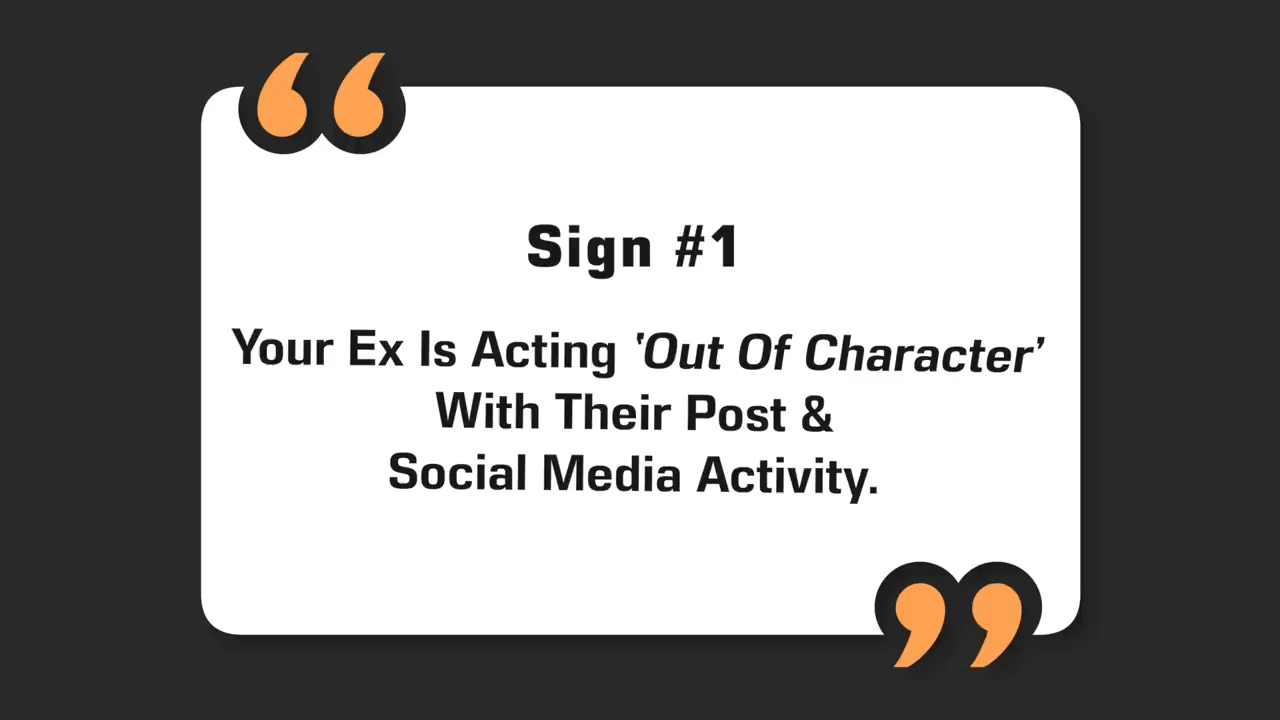 Sign #1
Your Ex Is Acting ‘Out Of Character’
With Their Post &
Social Media Activity.